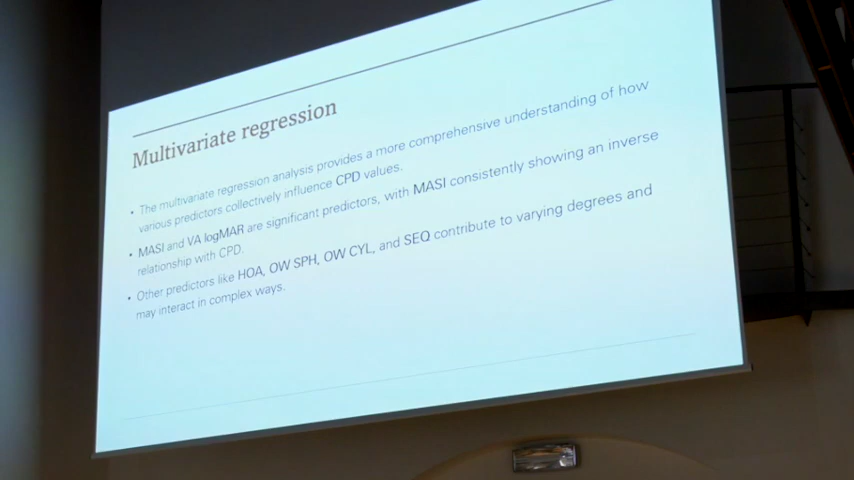 Multivariate regression
• The multivariate regression analysis provides a more comprehensive understanding of how
various predictors collectively influence CPD values.
• MASI and VA logMAR are significant predictors, with MASI consistently showing an inverse
relationship with CPD.
• Other predictors like HOA, OW SPH, OW CYL, and SEQ contribute to varying degrees and
may interact in complex ways.